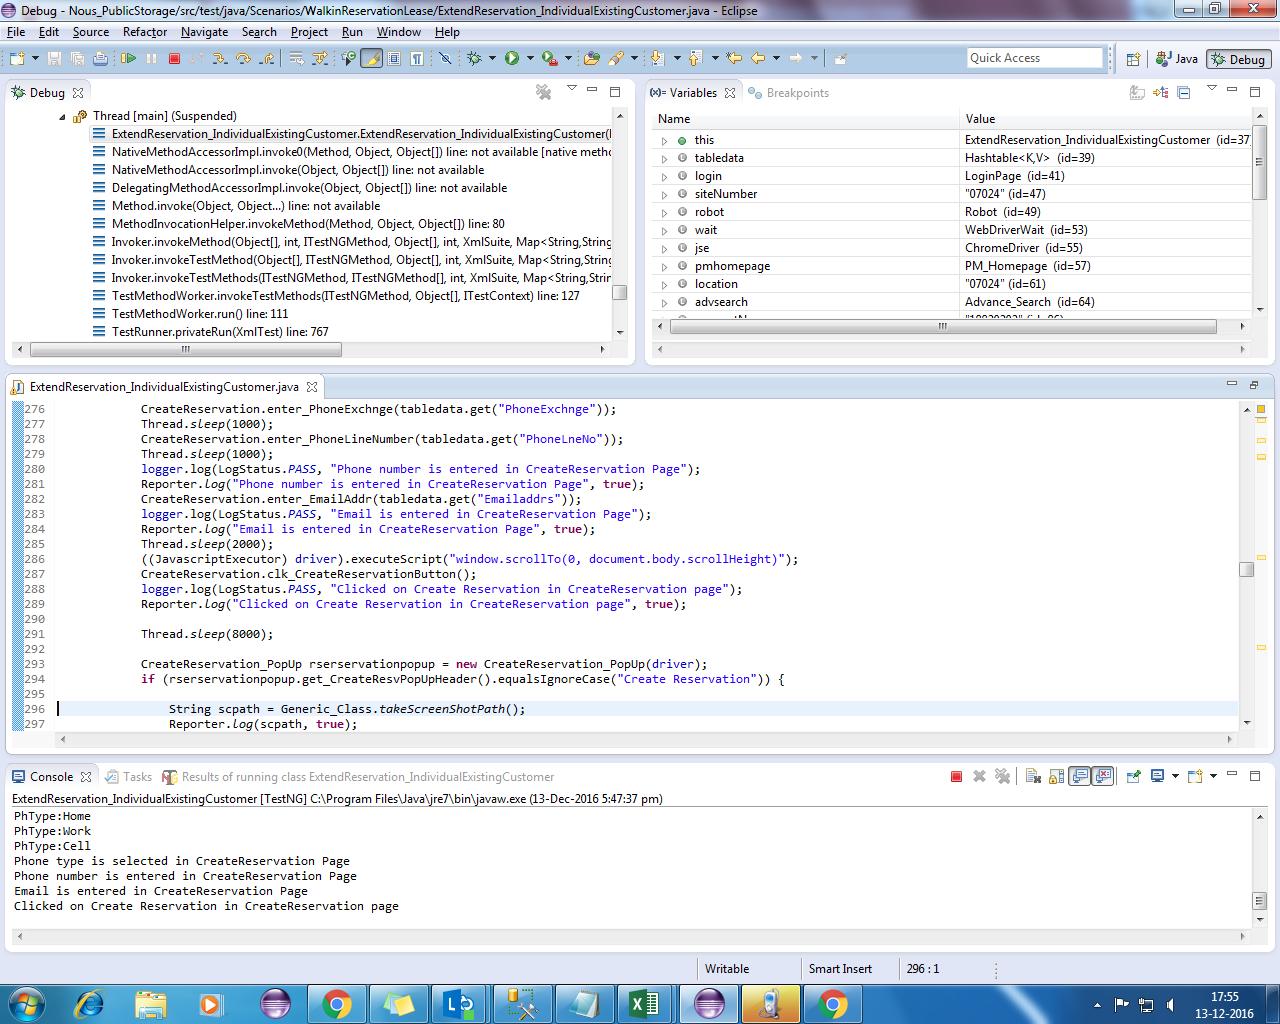 Debug - Nous_PublicStorage/src/test/java/Scenarios/WalkinReservationLease/ExtendReservation_IndividualExistingCustomer.java - Eclipse
File Edit Source Refactor Navigate Search Project Run Window Help
Quick Access
Java
Debug
Debug
Thread [main] (Suspended)
ExtendReservation_IndividualExistingCustomer.ExtendReservation_IndividualExistingCustomer(
NativeMethodAccessorImpl.invoke0(Method, Object, Object[]) line: not available [native meth
NativeMethodAccessorImpl.invoke(Object, Object[]) line: not available
DelegatingMethodAccessorImpl.invoke(Object, Object[]) line: not available
Method.invoke(Object, Object...) line: not available
MethodInvocationHelper.invokeMethod(Method, Object, Object[]) line: 80
Invoker.invokeMethod(Object[], int, ITestNGMethod, Object[], int, XmlSuite, Map<String,String
Invoker.invokeTestMethod(Object[], ITestNGMethod, Object[], int, XmlSuite, Map<String,String
Invoker.invokeTestMethods(ITestNGMethod, ITestNGMethod[], int, XmlSuite, Map<String,Stri
TestMethodWorker.invokeTestMethods(ITestNGMethod, Object[], ITestContext) line: 127
TestMethodWorker.run() line: 111
TestRunner.privateRun(XmlTest) line: 767
(x)= Variables
Breakpoints
Name Value
this ExtendReservation_IndividualExistingCustomer (id=37
tabledata Hashtable<K,V> (id=39)
login LoginPage (id=41)
siteNumber "07024" (id=47)
robot Robot (id=49)
wait WebDriverWait (id=53)
jse ChromeDriver (id=55)
pmhomepage PM_Homepage (id=57)
location "07024" (id=61)
advsearch Advance_Search (id=64)
ExtendReservation_IndividualExistingCustomer.java
276 CreateReservation.enter_PhoneExchnge(tabledata.get("PhoneExchnge"));
277 Thread.sleep(1000);
278 CreateReservation.enter_PhoneLineNumber(tabledata.get("PhoneLneNo"));
279 Thread.sleep(1000);
280 logger.log(LogStatus.PASS, "Phone number is entered in CreateReservation Page");
281 Reporter.log("Phone number is entered in CreateReservation Page", true);
282 CreateReservation.enter_EmailAddr(tabledata.get("Emailaddrs"));
283 logger.log(LogStatus.PASS, "Email is entered in CreateReservation Page");
284 Reporter.log("Email is entered in CreateReservation Page", true);
285 Thread.sleep(2000);
286 ((JavascriptExecutor) driver).executeScript("window.scrollTo(0, document.body.scrollHeight)");
287 CreateReservation.clk_CreateReservationButton();
288 logger.log(LogStatus.PASS, "Clicked on Create Reservation in CreateReservation page");
289 Reporter.log("Clicked on Create Reservation in CreateReservation page", true);
290
291 Thread.sleep(8000);
292
293 CreateReservation_PopUp rserservationpopup = new CreateReservation_PopUp(driver);
294 if (rserservationpopup.get_CreateResvPopUpHeader().equalsIgnoreCase("Create Reservation")) {
295
296 String scpath = Generic_Class.takeScreenShotPath();
297 Reporter.log(scpath, true);
Console
Tasks
Results of running class ExtendReservation_IndividualExistingCustomer
ExtendReservation_IndividualExistingCustomer [TestNG] C:\Program Files\Java\jre7\bin\javaw.exe (13-Dec-2016 5:47:37 pm)
PhType:Home
PhType:Work
PhType:Cell
Phone type is selected in CreateReservation Page
Phone number is entered in CreateReservation Page
Email is entered in CreateReservation Page
Clicked on Create Reservation in CreateReservation page
Writable Smart Insert 296 : 1
17:55
13-12-2016